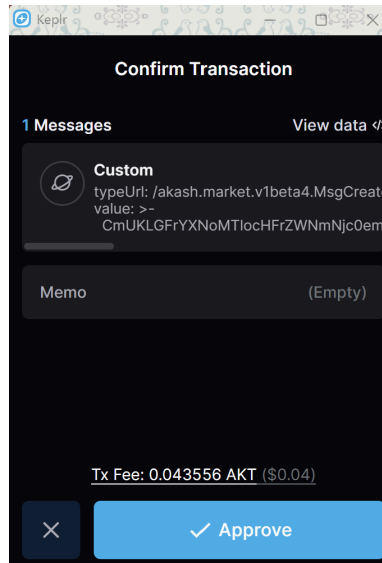 Keplr
Confirm Transaction
1 Messages
View data </>
Custom
typeUrl: /akash.market.v1beta4.MsgCreate
value: >-
CmUKLGFrYXNoMTlocHFrZWNmNjc0em
Memo
(Empty)
Tx Fee: 0.043556 AKT ($0.04)
Approve